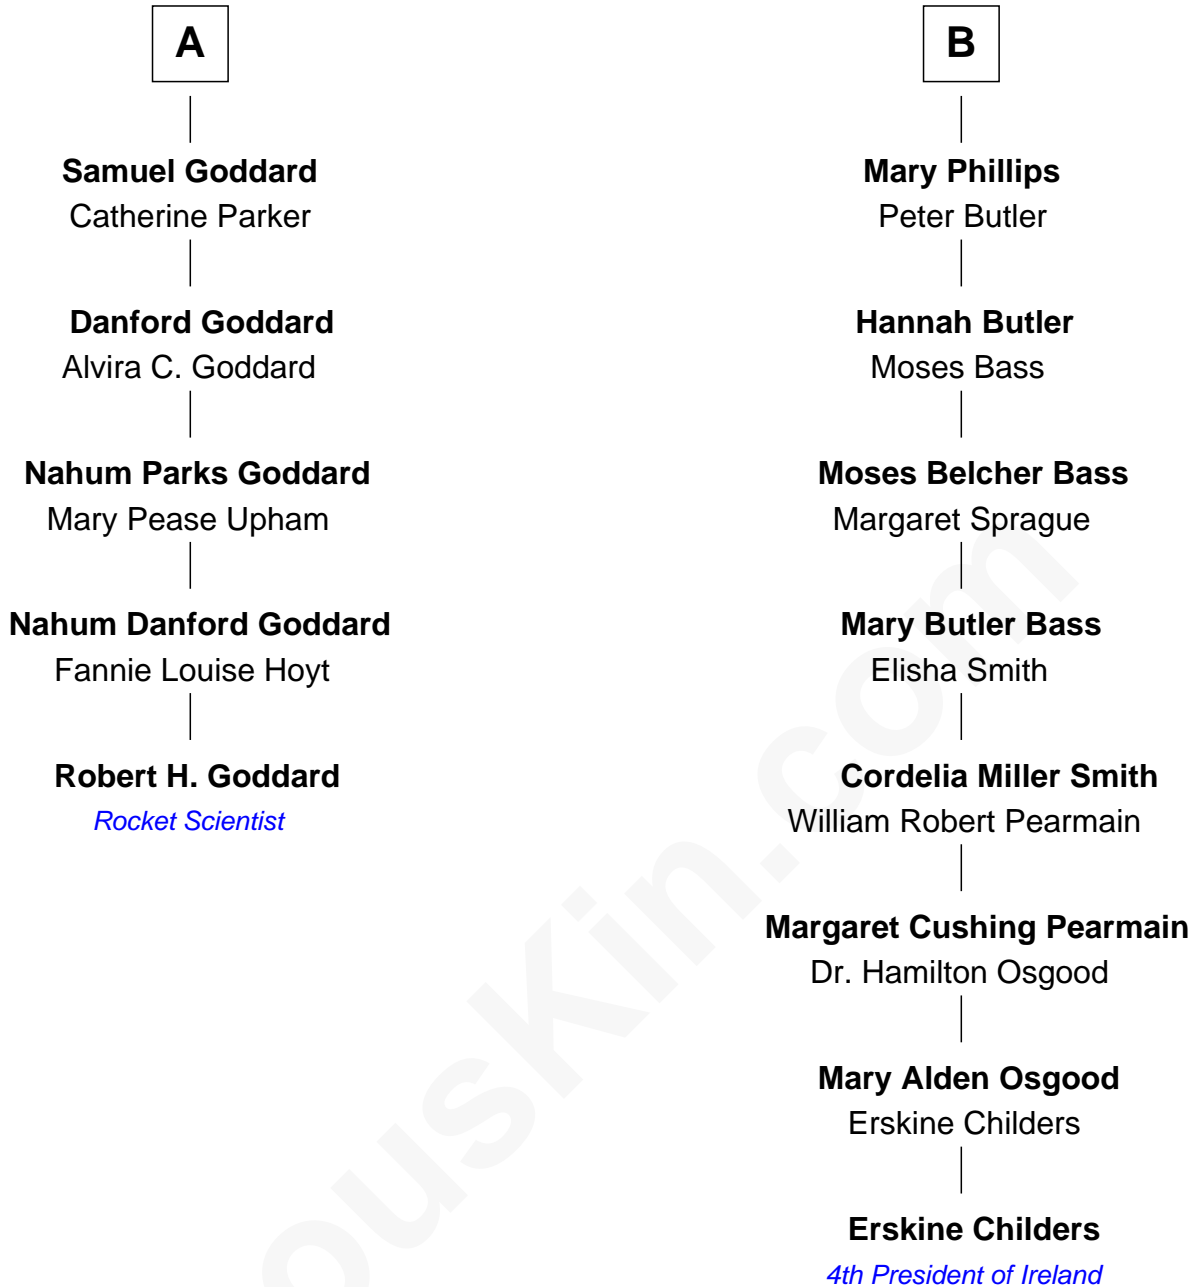 A
Samuel Goddard
Catherine Parker
Danford Goddard
Alvira C. Goddard
Nahum Parks Goddard
Mary Pease Upham
Nahum Danford Goddard
Fannie Louise Hoyt
Robert H. Goddard
Rocket Scientist
B
Mary Phillips
Peter Butler
Hannah Butler
Moses Bass
Moses Belcher Bass
Margaret Sprague
Mary Butler Bass
Elisha Smith
Cordelia Miller Smith
William Robert Pearmain
Margaret Cushing Pearmain
Dr. Hamilton Osgood
Mary Alden Osgood
Erskine Childers
Erskine Childers
4th President of Ireland
ousKin.com